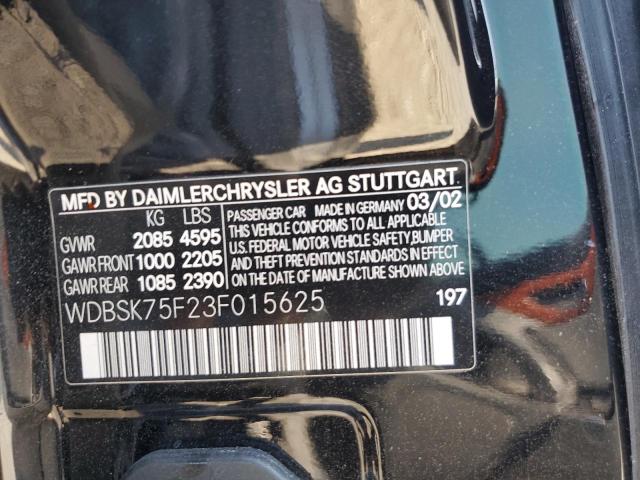 MFD BY DAIMLERCHRYSLER AG STUTTGART.
KG LBS
GVWR 2085 4595
GAWR FRONT 1000 2205
GAWR REAR 1085 2390
PASSENGER CAR MADE IN GERMANY 03/02
THIS VEHICLE CONFORMS TO ALL APPLICABLE
U.S. FEDERAL MOTOR VEHICLE SAFETY, BUMPER
AND THEFT PREVENTION STANDARDS IN EFFECT
ON THE DATE OF MANUFACTURE SHOWN ABOVE.
WDBSK75F23F015625 197